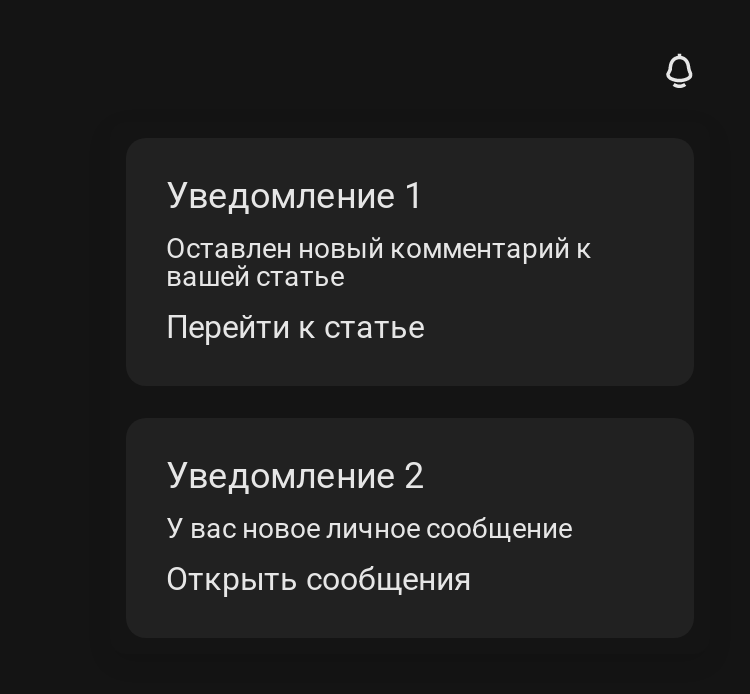 Уведомление 1
Оставлен новый комментарий к
вашей статье
Перейти к статье
Уведомление 2
У вас новое личное сообщение
Открыть сообщения